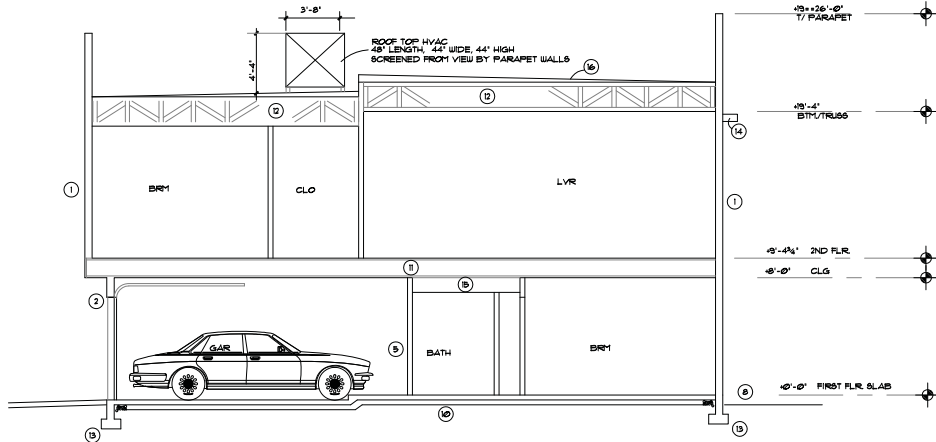 3'-8"
+19==26'-0"
T/ PARAPET
ROOF TOP HVAC
48" LENGTH, 44" WIDE, 44" HIGH
SCREENED FROM VIEW BY PARAPET WALLS
4'-4"
16
12
12
+19'-4"
BTM/TRUSS
14
1
BRM
CLO
LVR
1
+9'-4¾" 2ND FLR.
11
+8'-0" CLG
15
2
GAR
5
BATH
BRM
+0'-0" FIRST FLR. SLAB
8
10
13
13